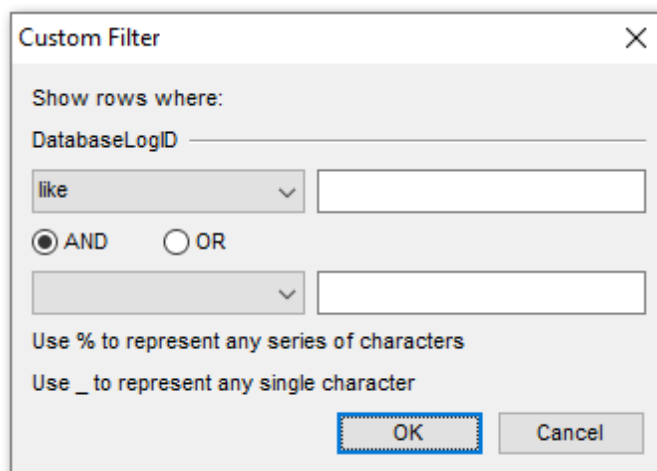 Custom Filter
Show rows where:
DatabaseLogID
like
AND OR
Use % to represent any series of characters
Use _ to represent any single character
OK Cancel